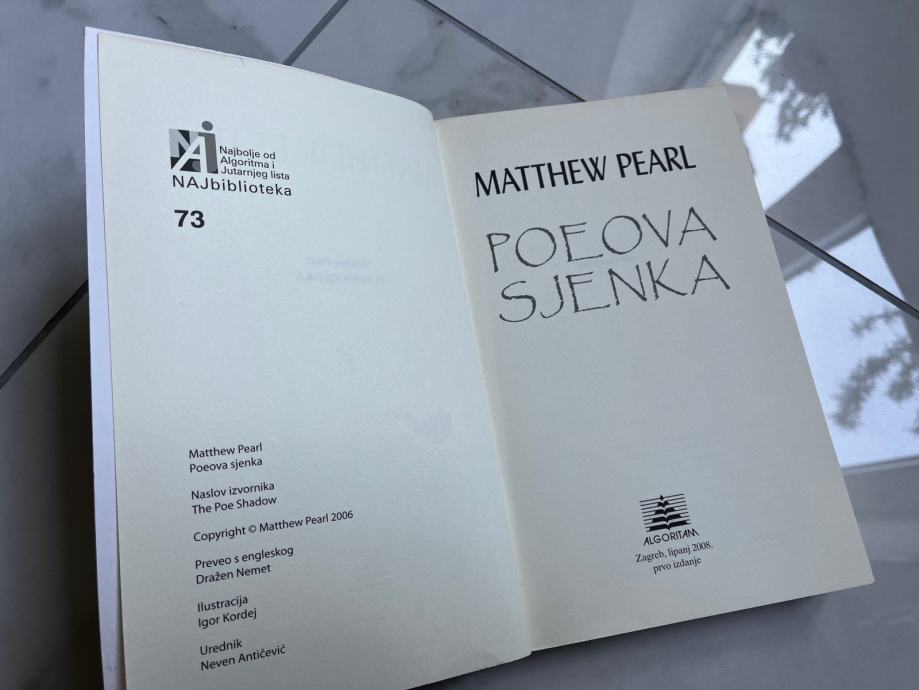 Najbolje od
Algoritma i
Jutarnjeg lista
NAJbiblioteka
73
Matthew Pearl
Poeova sjenka
Naslov izvornika
The Poe Shadow
Copyright © Matthew Pearl 2006
Preveo s engleskog
Dražen Nemet
Ilustracija
Igor Kordej
Urednik
Neven Antičević
MATTHEW PEARL
POEOVA
SJENKA
ALGORITAM
Zagreb, lipanj 2008.
prvo izdanje